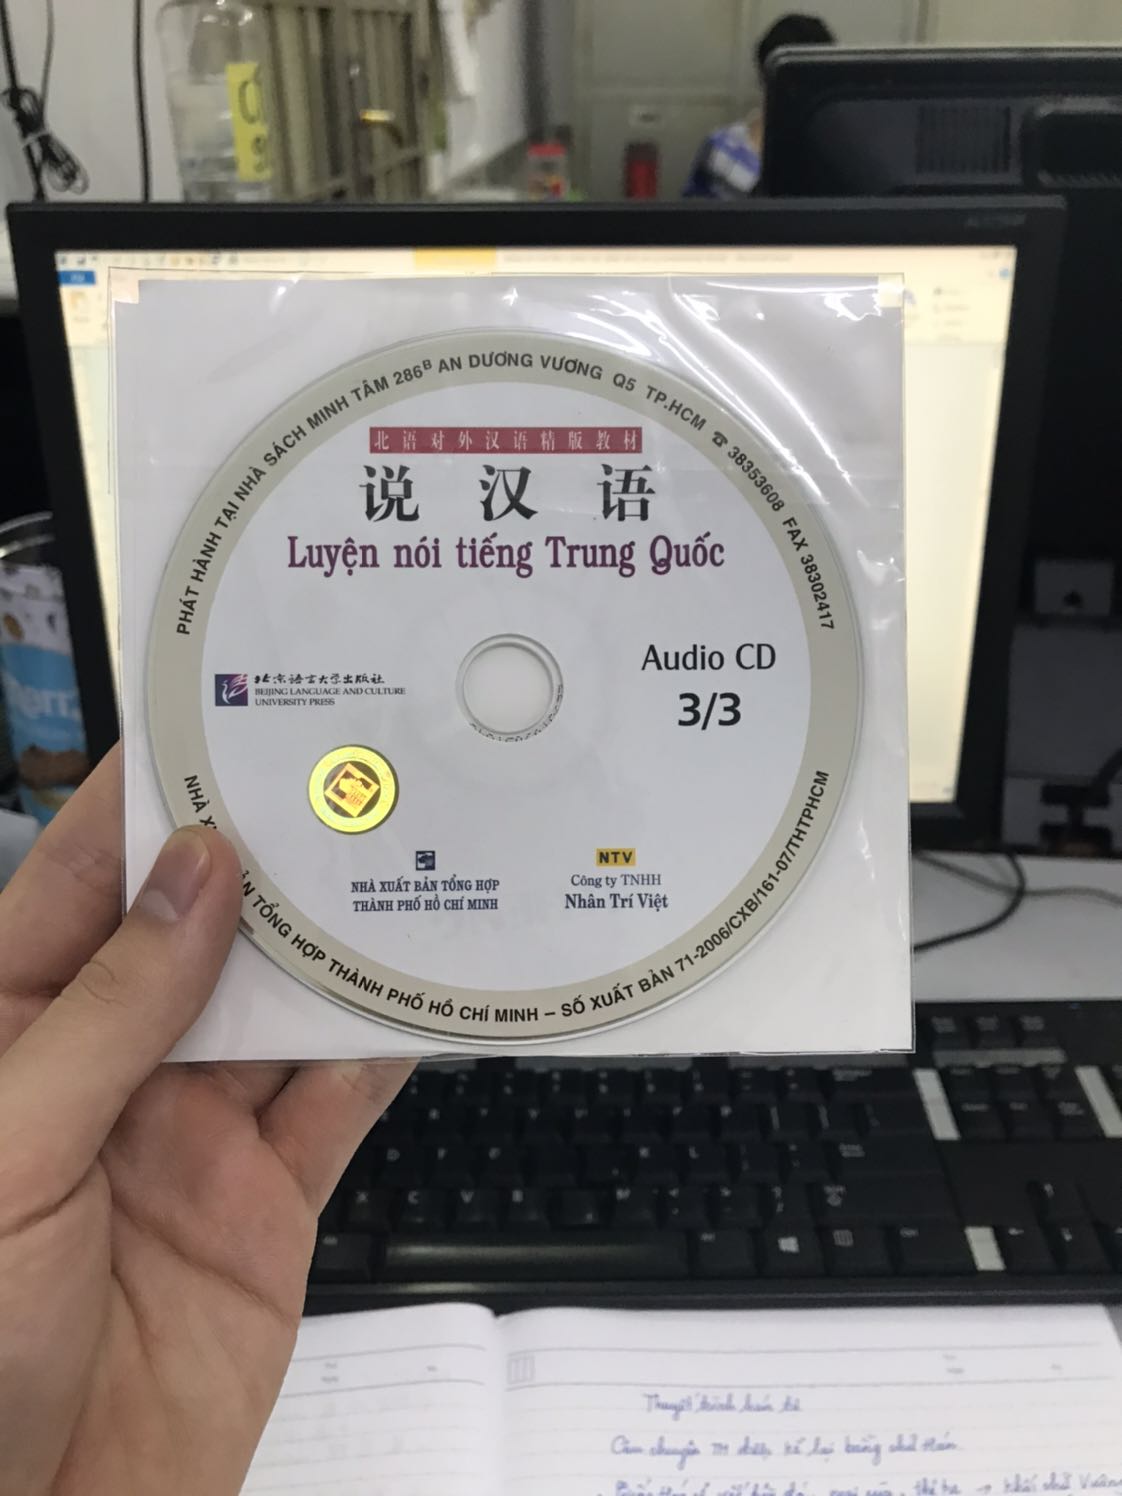 PHÁT HÀNH TẠI NHÀ SÁCH MINH TÂM 286B AN DƯƠNG VƯƠNG Q5 TP.HCM ☎ 38353608 FAX 38302417
北语对外汉语精版教材
说 汉 语
Luyện nói tiếng Trung Quốc
Audio CD
3/3
北京语言大学出版社
BEIJING LANGUAGE AND CULTURE
UNIVERSITY PRESS
NHÀ XUẤT BẢN TỔNG HỢP
THÀNH PHỐ HỒ CHÍ MINH
NTV
Công ty TNHH
Nhân Trí Việt
NHÀ TỔNG HỢP THÀNH PHỐ HỒ CHÍ MINH – SỐ XUẤT BẢN 71-2006/CXB/161-07/THTPHCM